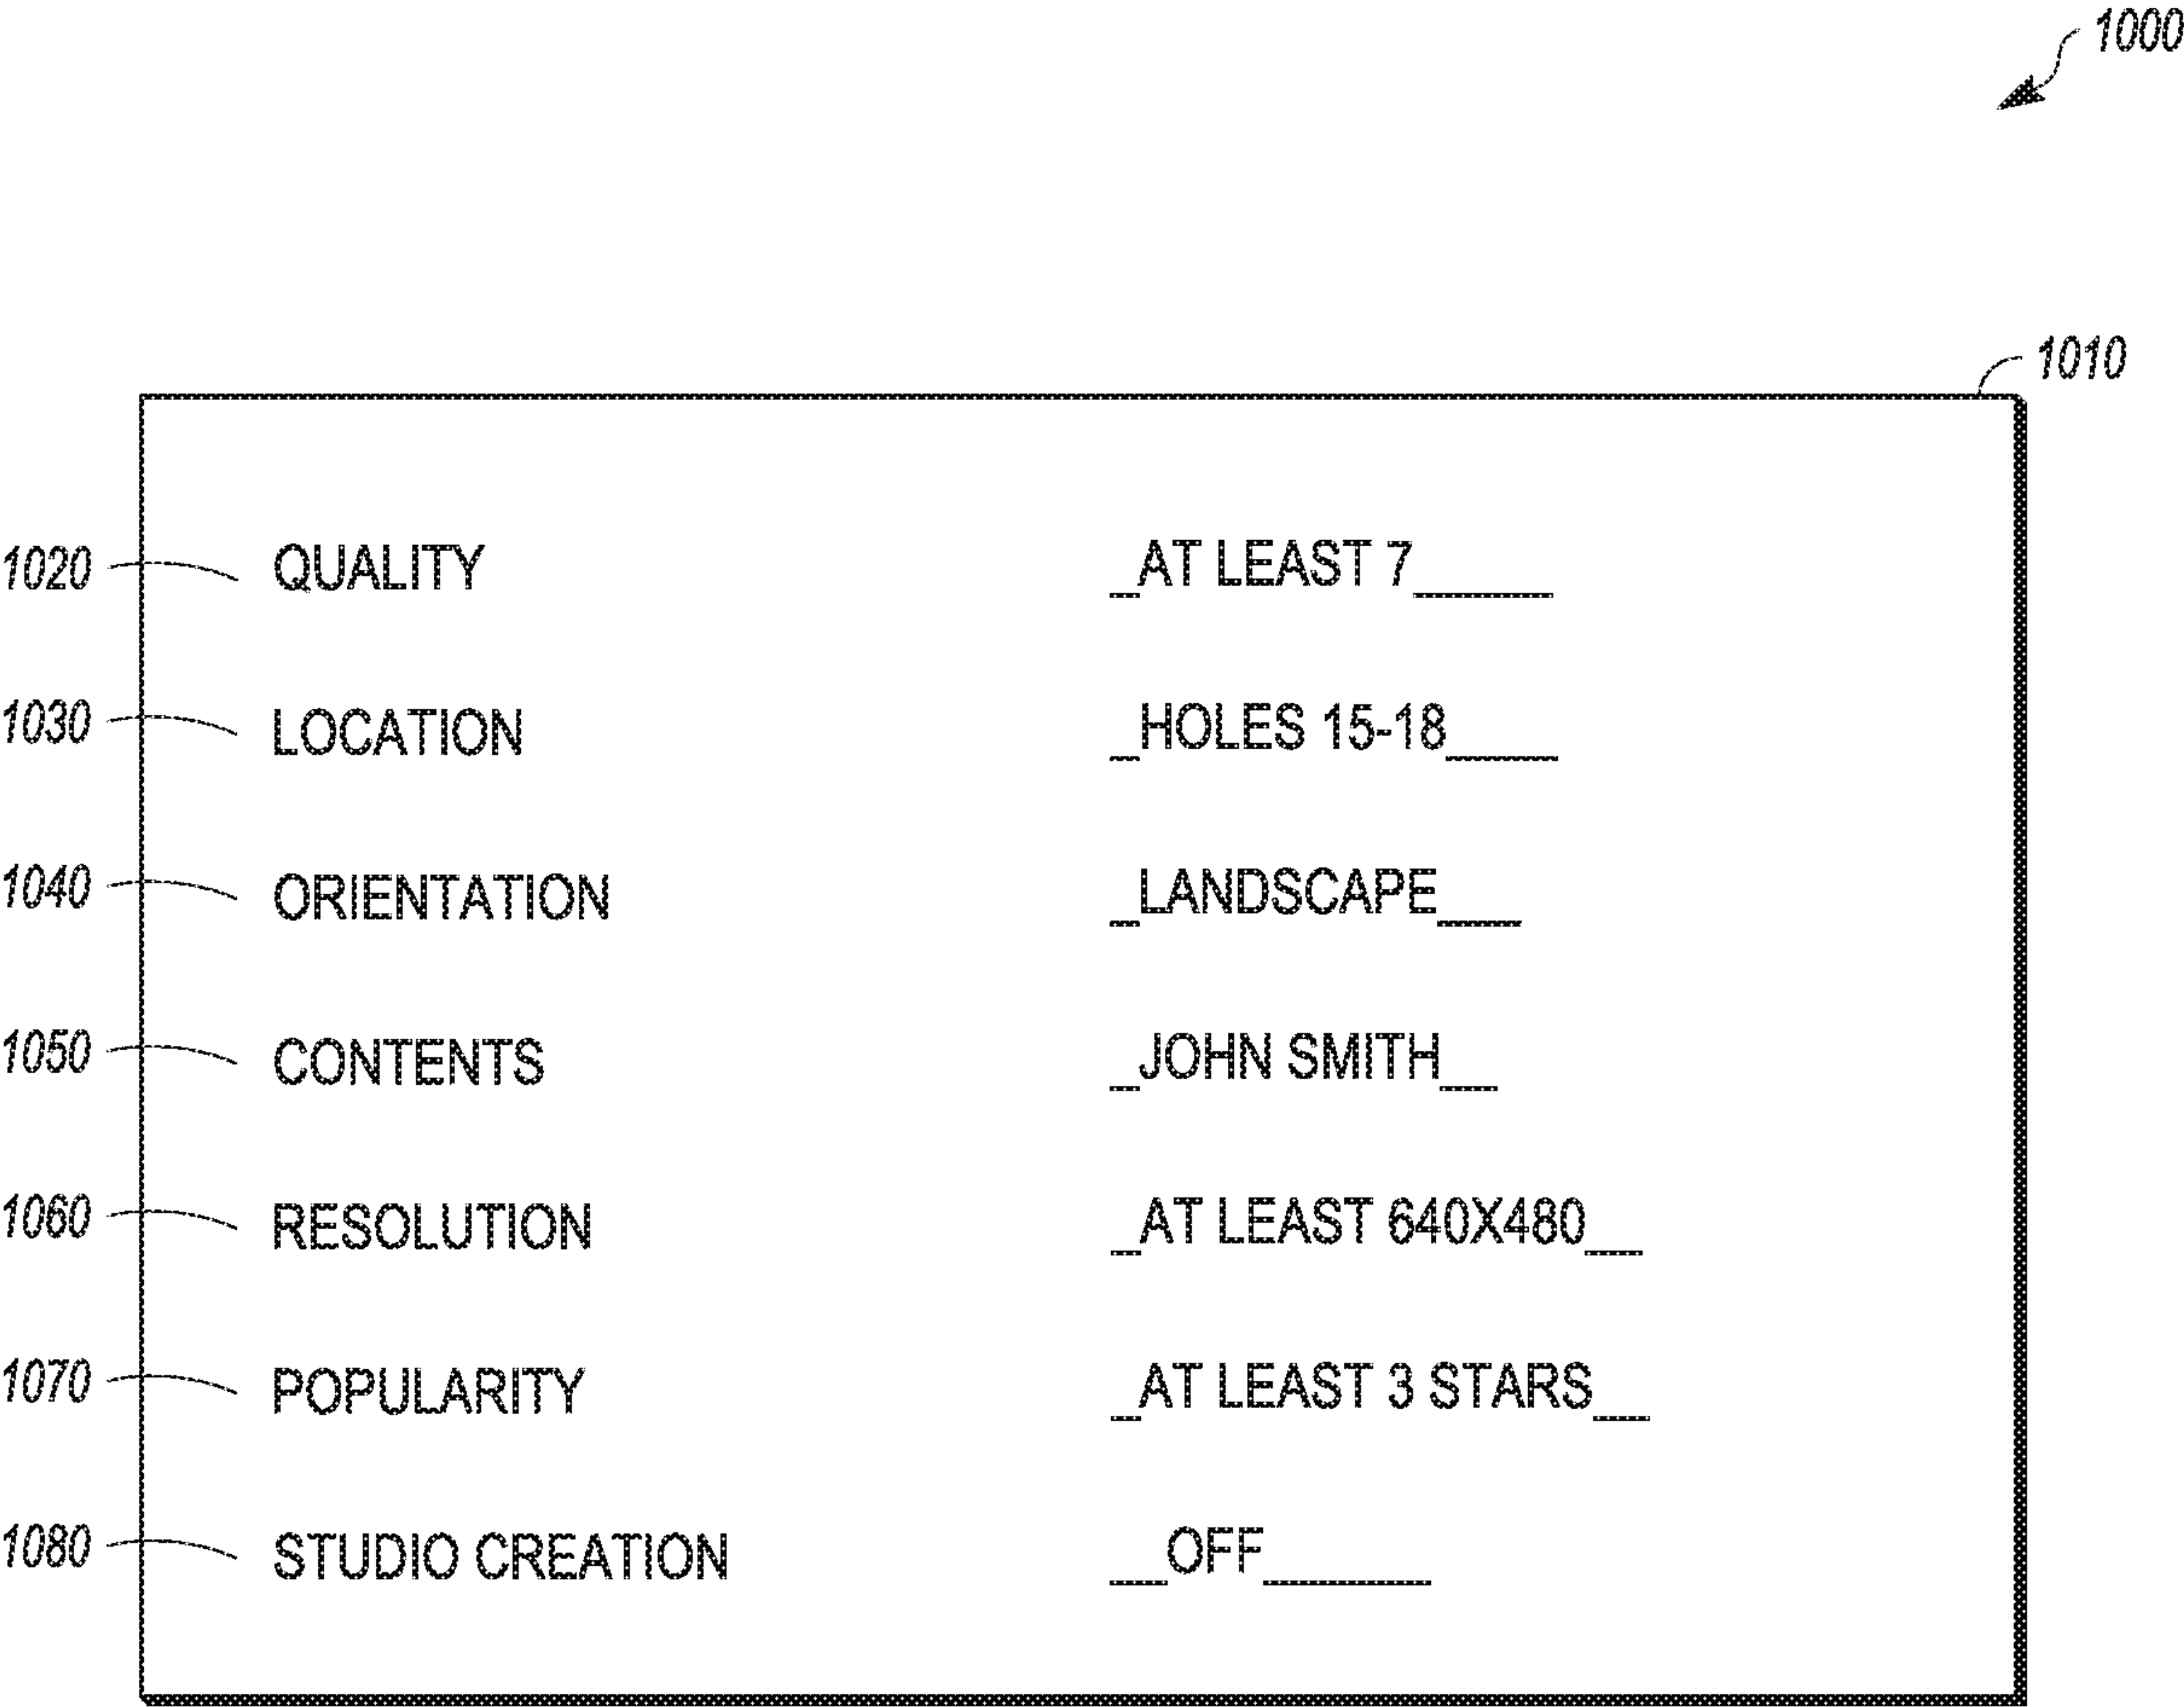 1000
1010
1020 QUALITY _AT LEAST 7_____
1030 LOCATION _HOLES 15-18____
1040 ORIENTATION _LANDSCAPE___
1050 CONTENTS _JOHN SMITH__
1060 RESOLUTION _AT LEAST 640X480__
1070 POPULARITY _AT LEAST 3 STARS__
1080 STUDIO CREATION __OFF______